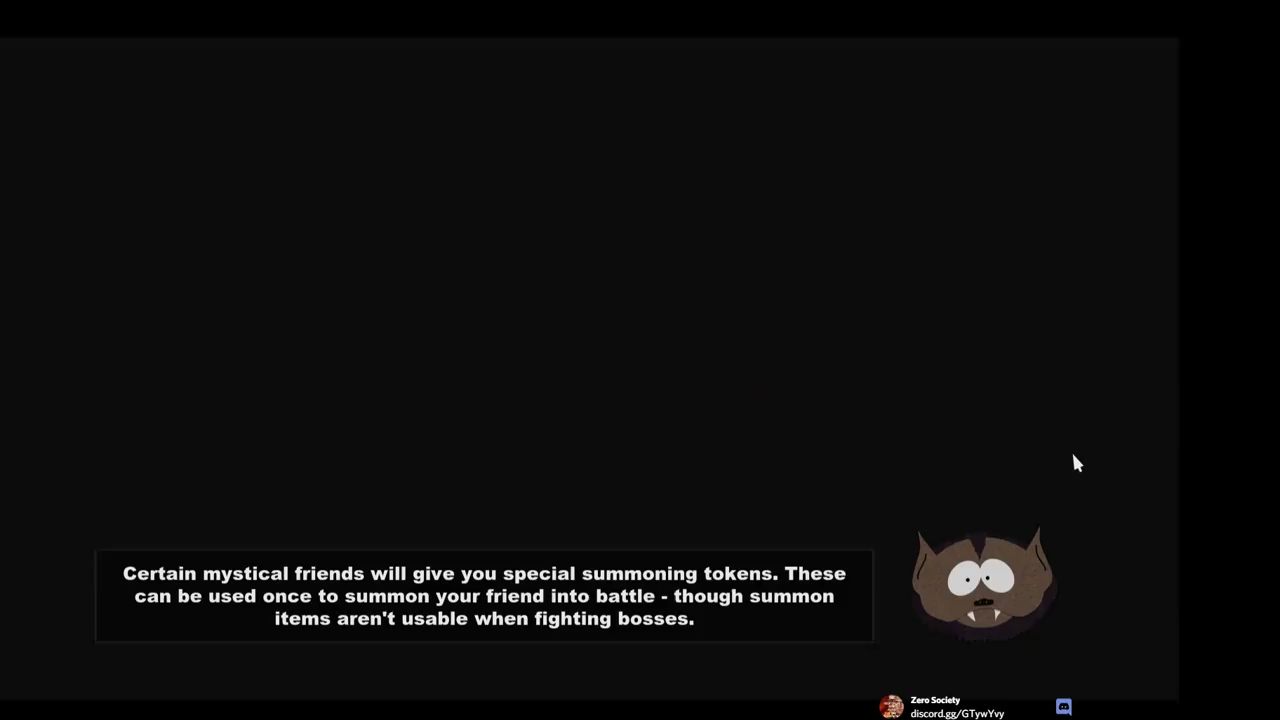 Certain mystical friends will give you special summoning tokens. These
can be used once to summon your friend into battle - though summon
items aren't usable when fighting bosses.
Zero Society
discord.gg/GTywYvy